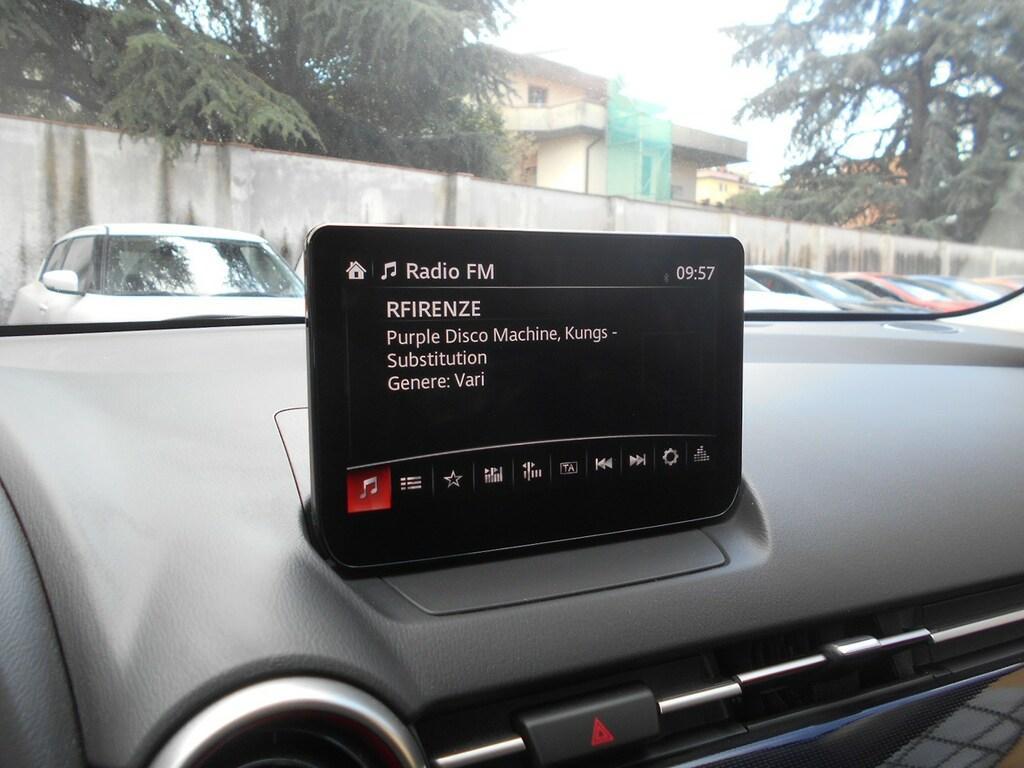 Radio FM
09:57
RFIRENZE
Purple Disco Machine, Kungs -
Substitution
Genere: Vari
TA